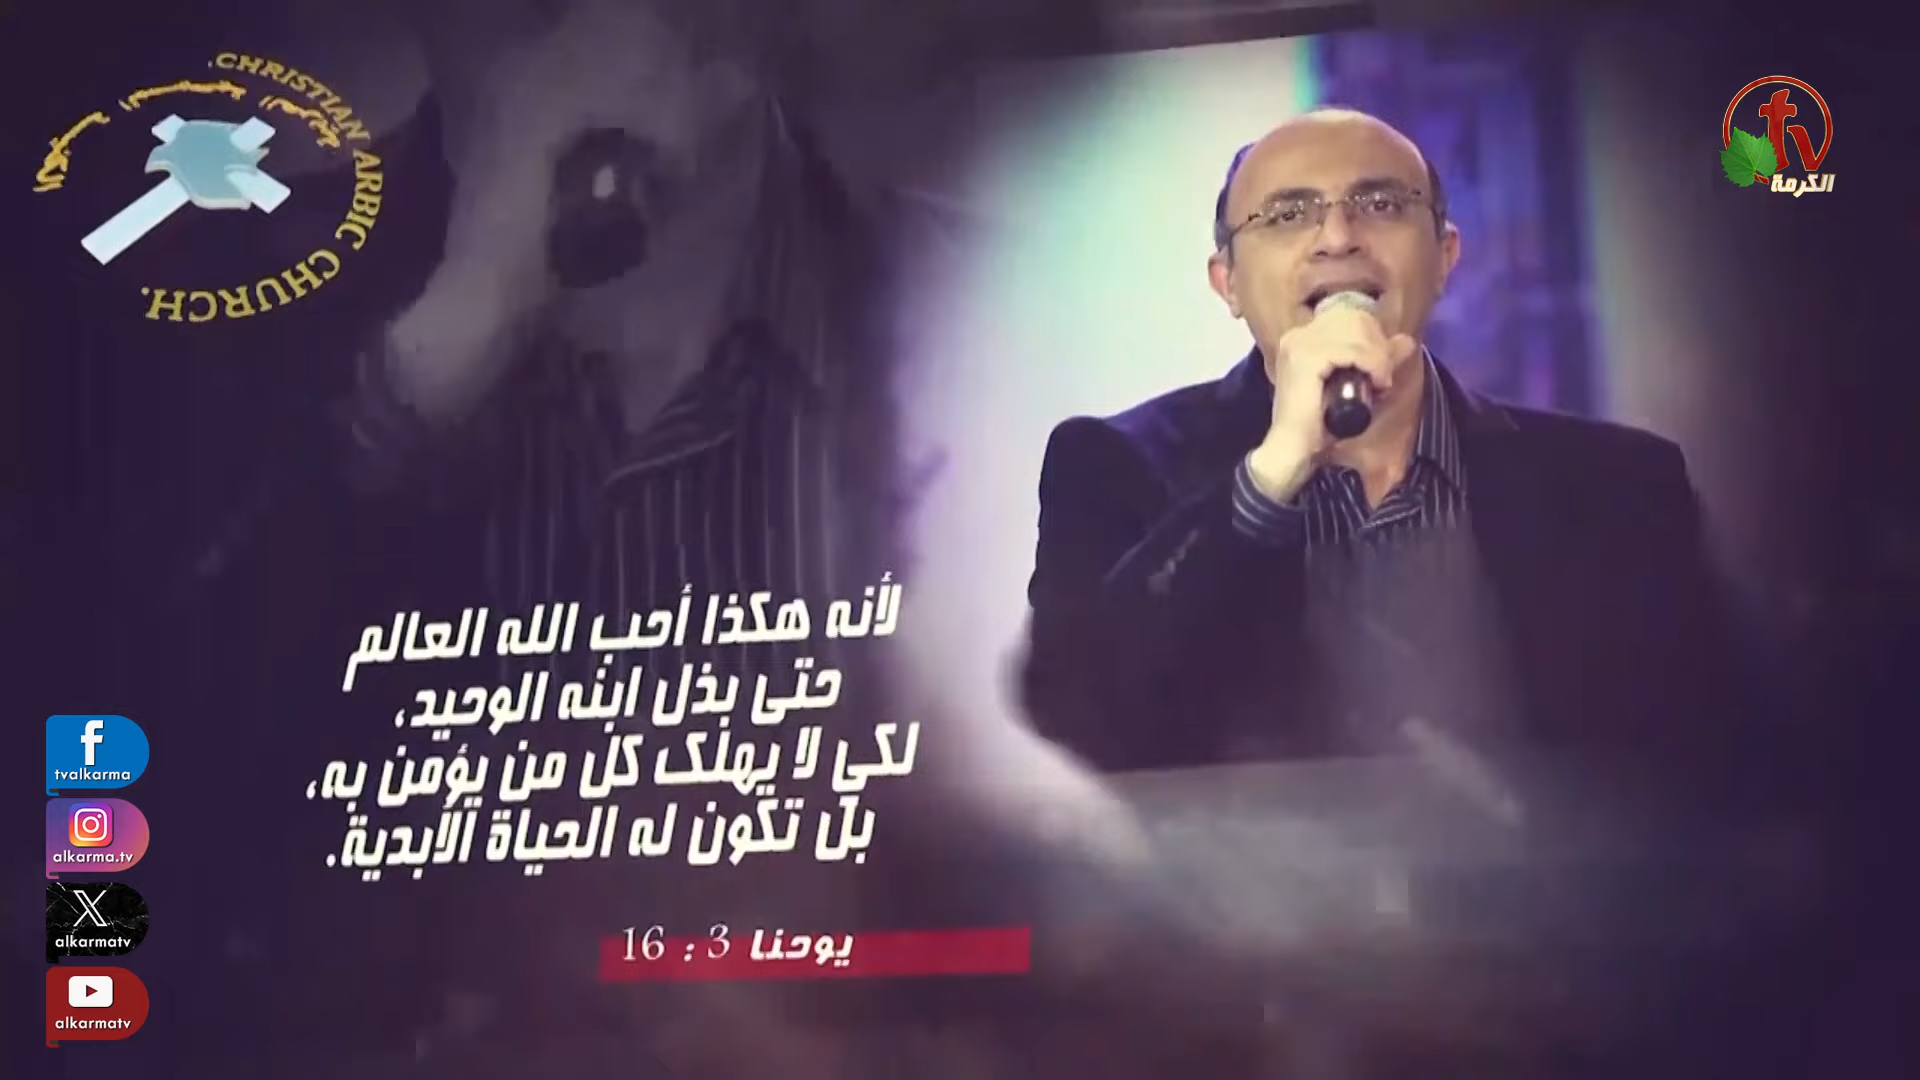 .CHRISTIAN ARBIC CHURCH.
tv
الكرمة
لأنه هكذا أحب الله العالم
حتى بذل ابنه الوحيد،
لكي لا يهلك كل من يؤمن به،
بل تكون له الحياة الأبدية.
يوحنا 3 : 16
tvalkarma
alkarma.tv
alkarmatv
alkarmatv